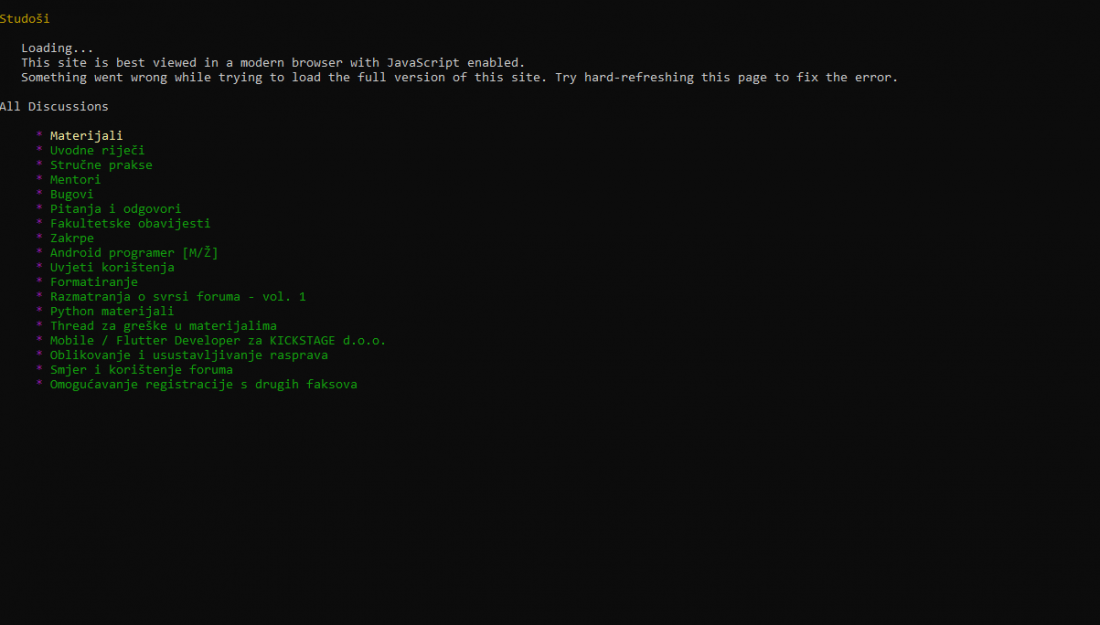 Studoši
Loading...
This site is best viewed in a modern browser with JavaScript enabled.
Something went wrong while trying to load the full version of this site. Try hard-refreshing this page to fix the error.
All Discussions
* Materijali
* Uvodne riječi
* Stručne prakse
* Mentori
* Bugovi
* Pitanja i odgovori
* Fakultetske obavijesti
* Zakrpe
* Android programer [M/Ž]
* Uvjeti korištenja
* Formatiranje
* Razmatranja o svrsi foruma - vol. 1
* Python materijali
* Thread za greške u materijalima
* Mobile / Flutter Developer za KICKSTAGE d.o.o.
* Oblikovanje i usustavljivanje rasprava
* Smjer i korištenje foruma
* Omogućavanje registracije s drugih faksova